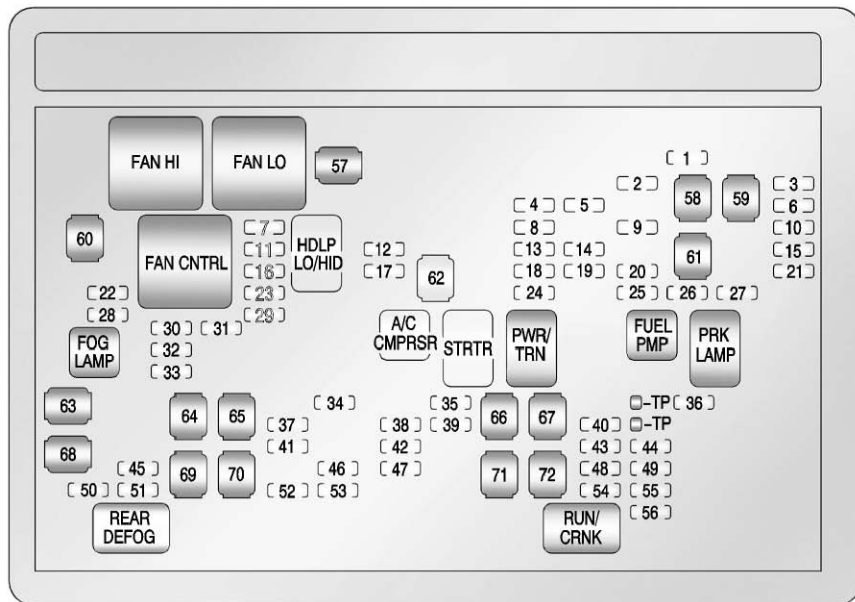 1
FAN HI FAN LO 57
2 58 59 3
4 5 6
60 7 8 9 10
FAN CNTRL HDLP
LO/HID
11 12 13 14 61 15
16 17 62 18 19 20 21
22 23 24 25 26 27
28 29
FOG
LAMP
30 31
32
33
A/C
CMPRSR
STRTR
PWR/
TRN
FUEL
PMP
PRK
LAMP
63 64 65 34 35 66 67 -TP 36
37 38 39 40 -TP
41 42 43 44
68 45 69 70 46 47 71 72 48 49
50 51 52 53 54 55
REAR
DEFOG
RUN/
CRNK
56